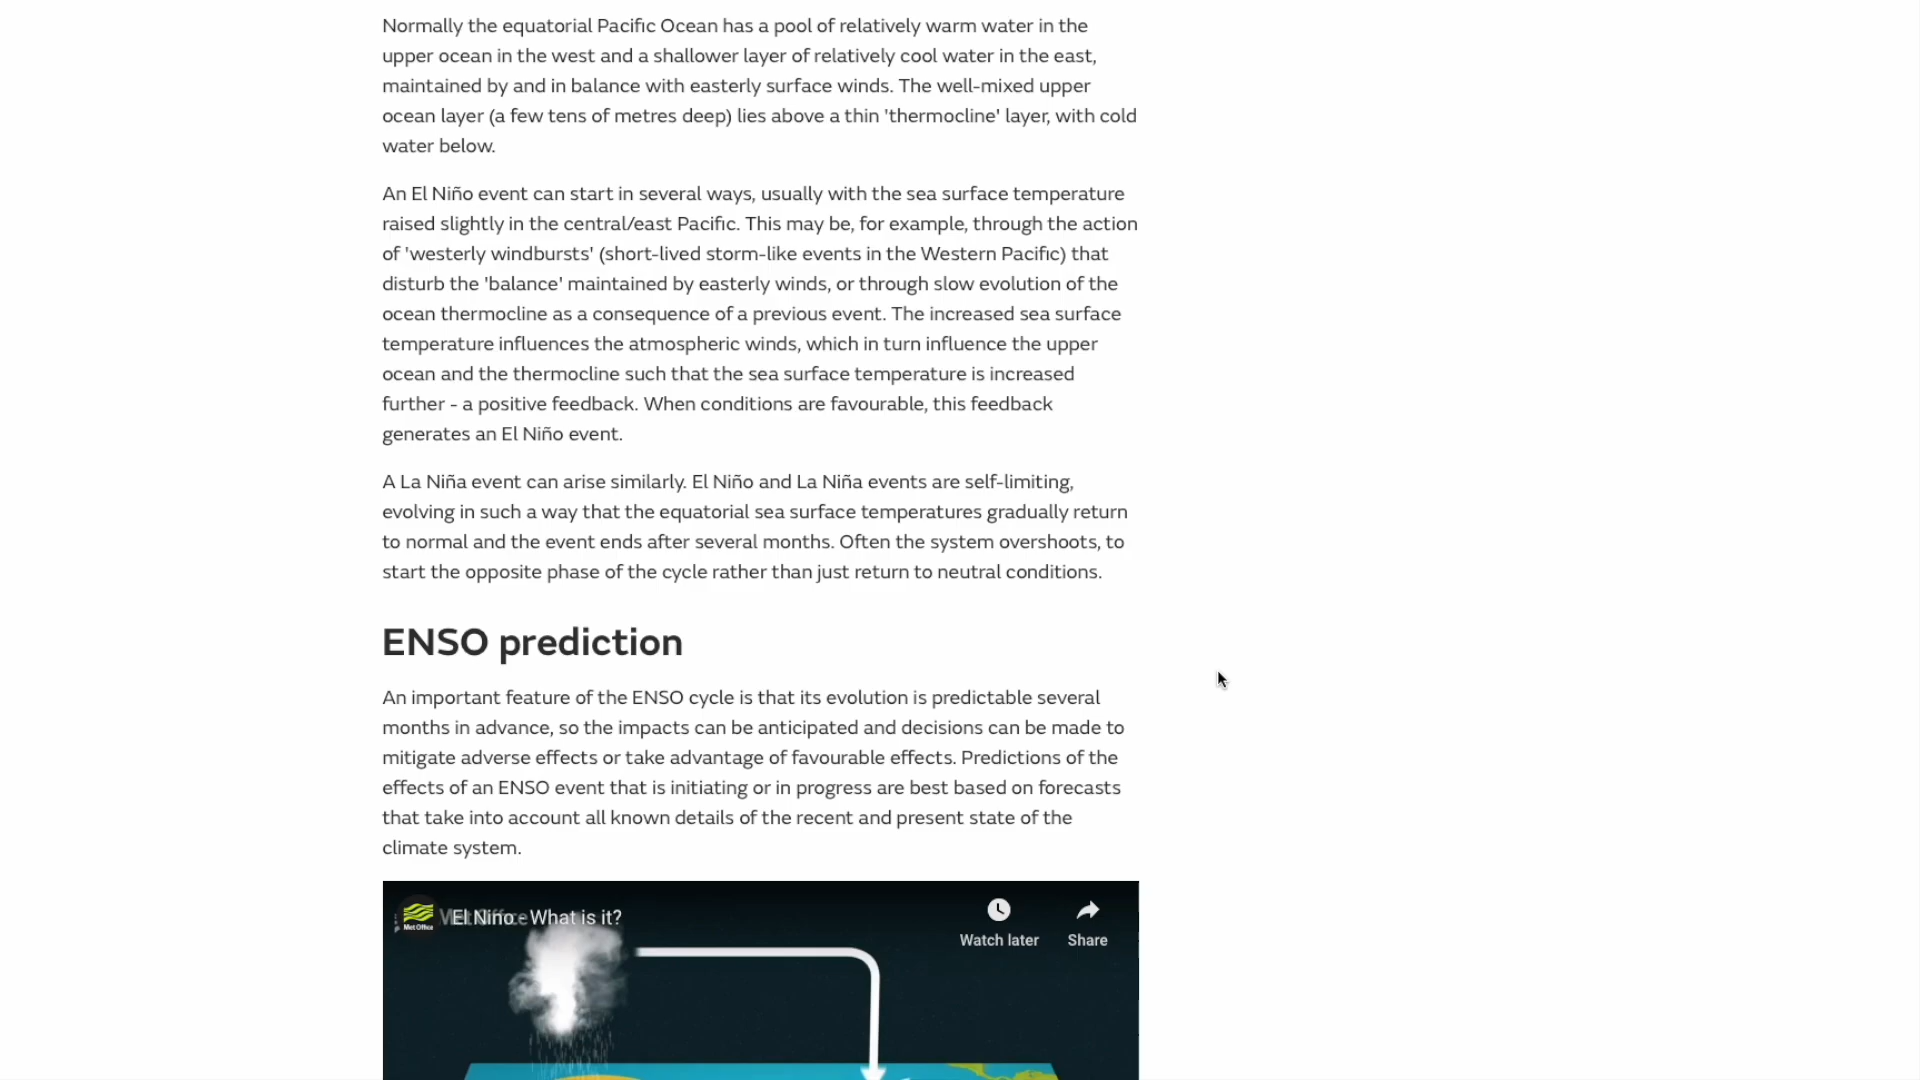 Normally the equatorial Pacific Ocean has a pool of relatively warm water in the
upper ocean in the west and a shallower layer of relatively cool water in the east,
maintained by and in balance with easterly surface winds. The well-mixed upper
ocean layer (a few tens of metres deep) lies above a thin 'thermocline' layer, with cold
water below.
An El Niño event can start in several ways, usually with the sea surface temperature
raised slightly in the central/east Pacific. This may be, for example, through the action
of 'westerly windbursts' (short-lived storm-like events in the Western Pacific) that
disturb the 'balance' maintained by easterly winds, or through slow evolution of the
ocean thermocline as a consequence of a previous event. The increased sea surface
temperature influences the atmospheric winds, which in turn influence the upper
ocean and the thermocline such that the sea surface temperature is increased
further - a positive feedback. When conditions are favourable, this feedback
generates an El Niño event.
A La Niña event can arise similarly. El Niño and La Niña events are self-limiting,
evolving in such a way that the equatorial sea surface temperatures gradually return
to normal and the event ends after several months. Often the system overshoots, to
start the opposite phase of the cycle rather than just return to neutral conditions.
ENSO prediction
An important feature of the ENSO cycle is that its evolution is predictable several
months in advance, so the impacts can be anticipated and decisions can be made to
mitigate adverse effects or take advantage of favourable effects. Predictions of the
effects of an ENSO event that is initiating or in progress are best based on forecasts
that take into account all known details of the recent and present state of the
climate system.
Met Office
El Nino - What is it?
Met Office
Watch later
Share